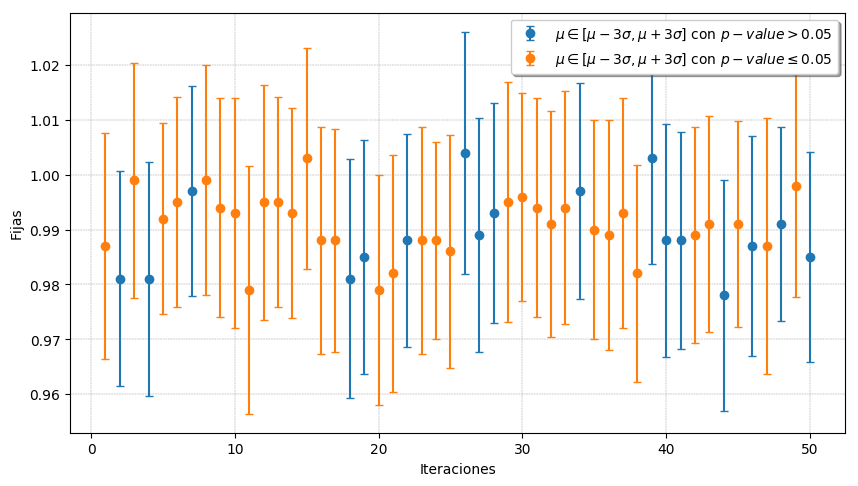 μ ∈ [μ − 3σ, μ + 3σ] con p − value > 0.05
μ ∈ [μ − 3σ, μ + 3σ] con p − value ≤ 0.05
Fijas
1.02
1.01
1.00
0.99
0.98
0.97
0.96
0 10 20 30 40 50
Iteraciones